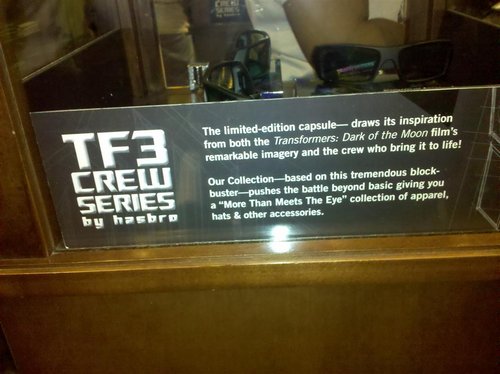 CREW
SERIES
TF3
CREW
SERIES
by hasbro
The limited-edition capsule— draws its inspiration
from both the Transformers: Dark of the Moon film's
remarkable imagery and the crew who bring it to life!
Our Collection—based on this tremendous block-
buster—pushes the battle beyond basic giving you
a "More Than Meets The Eye" collection of apparel,
hats & other accessories.